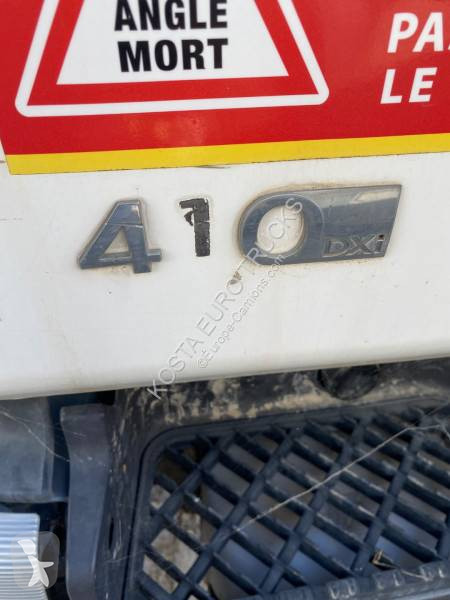 ANGLE
MORT
PA
LE
410 DXi
KOSTA EUROTRUCKS
©Europe-Camions.com